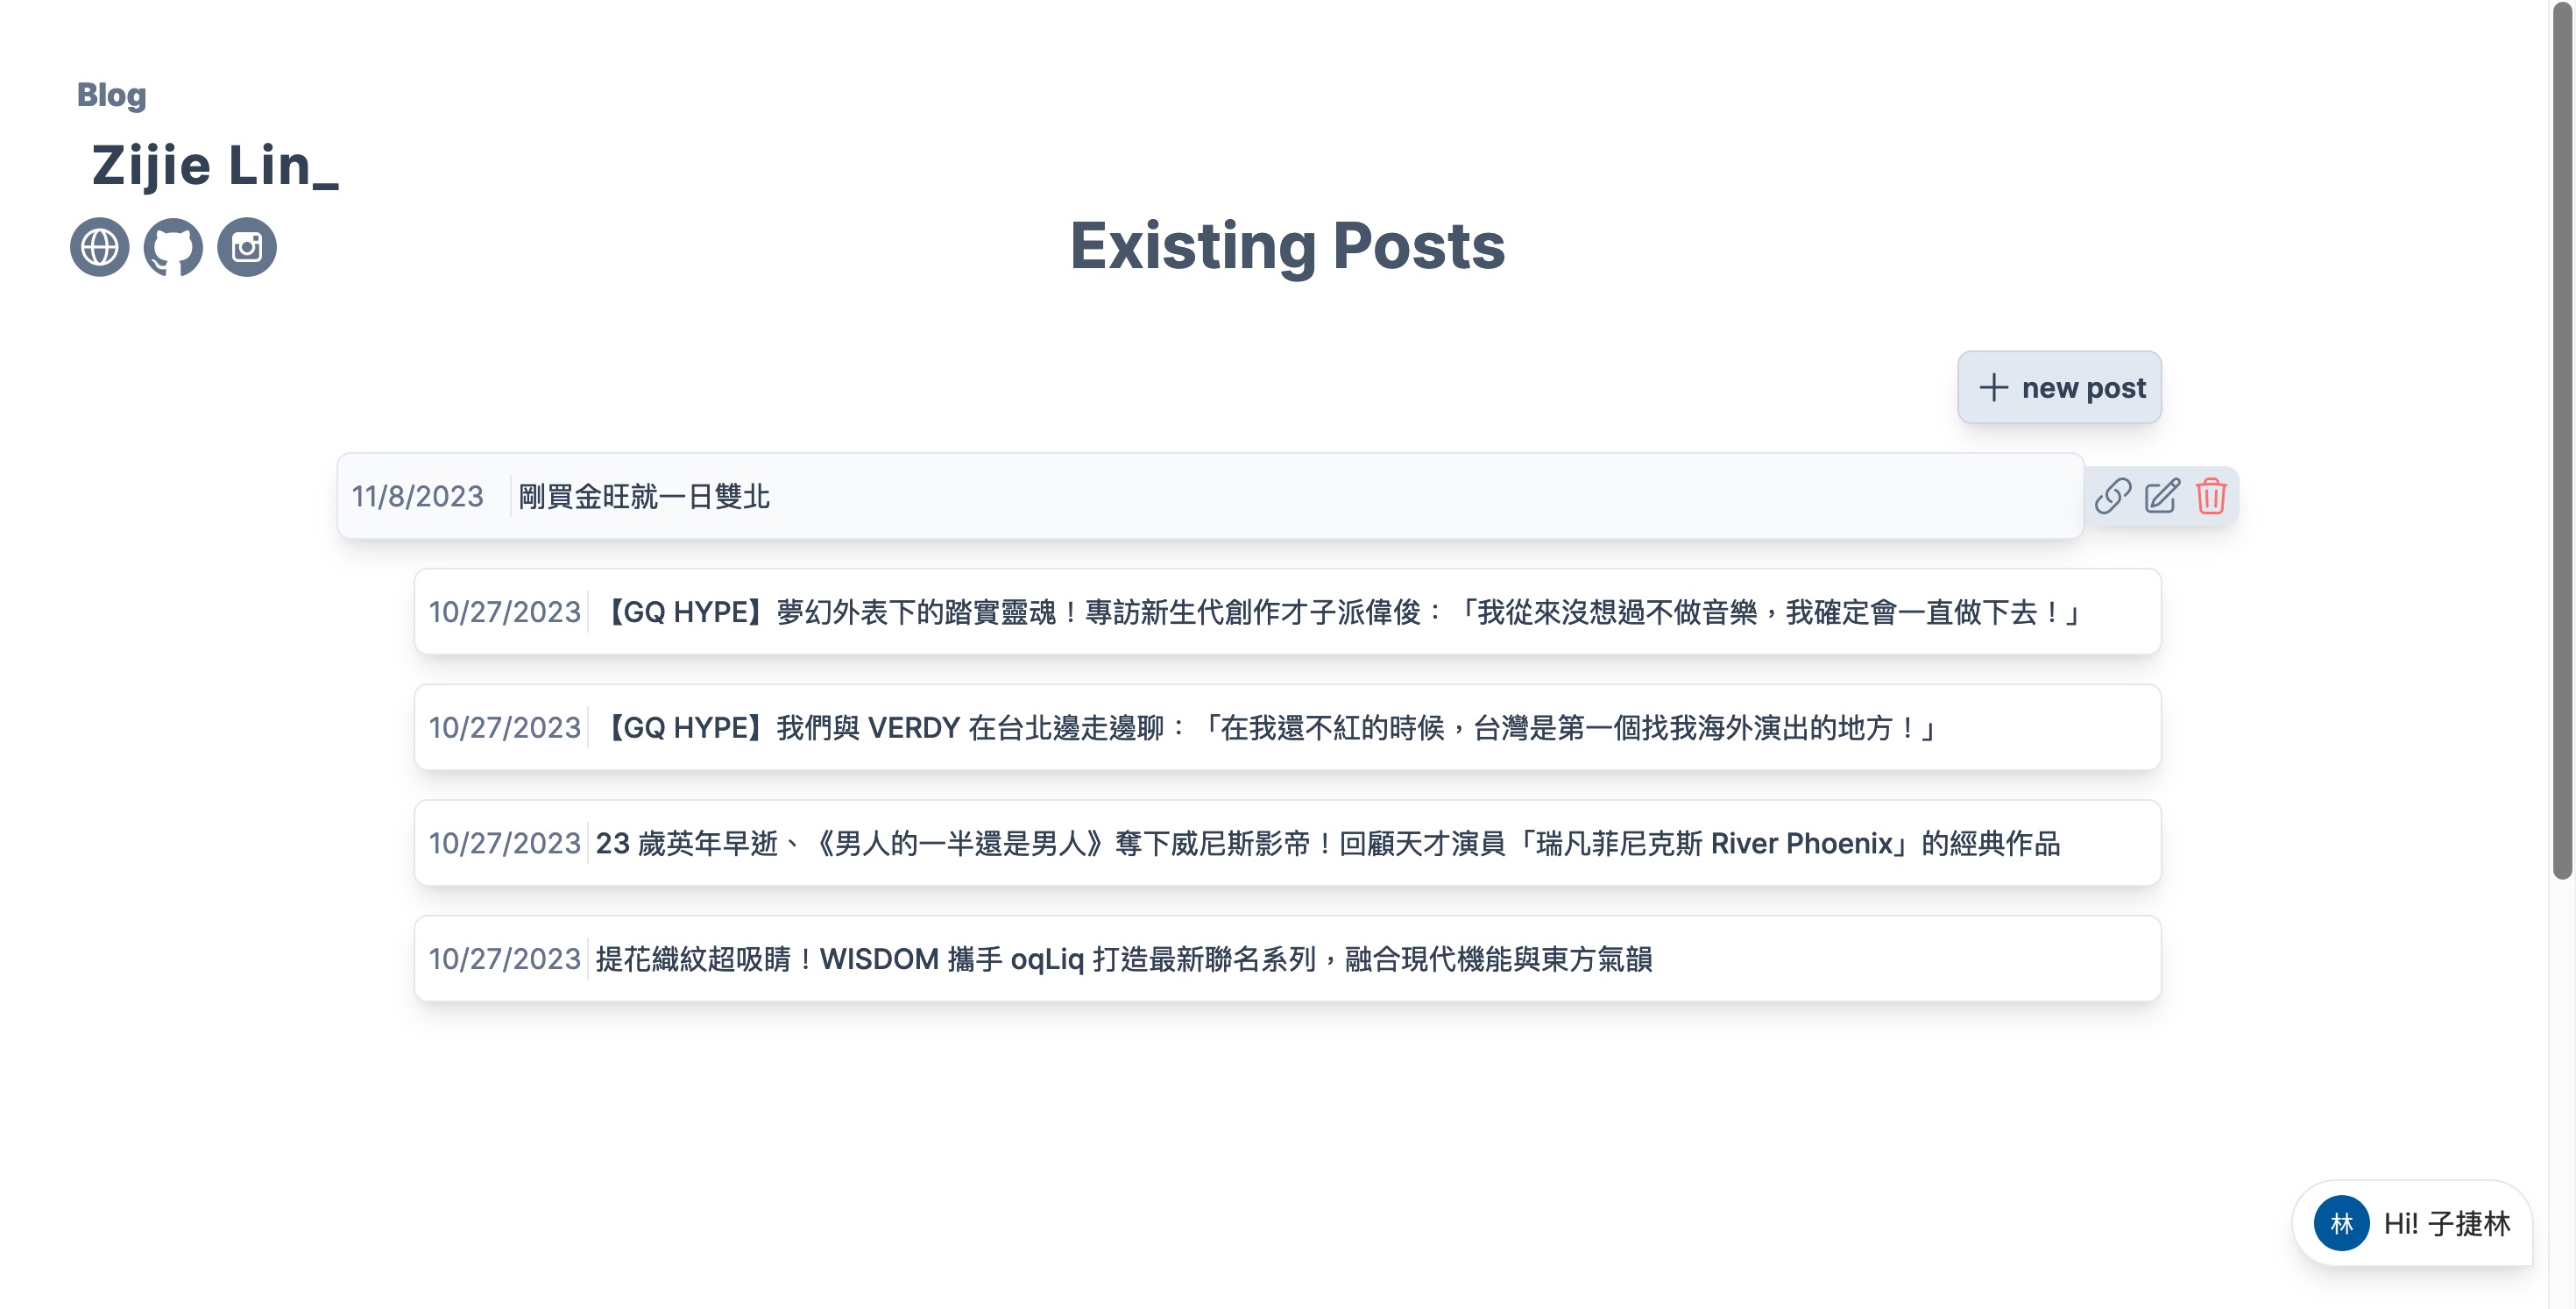 Blog
Zijie Lin_
Existing Posts
+ new post
11/8/2023 剛買金旺就一日雙北
10/27/2023 【GQ HYPE】夢幻外表下的踏實靈魂！專訪新生代創作才子派偉俊：「我從來沒想過不做音樂，我確定會一直做下去！」
10/27/2023 【GQ HYPE】我們與 VERDY 在台北邊走邊聊：「在我還不紅的時候，台灣是第一個找我海外演出的地方！」
10/27/2023 23 歲英年早逝、《男人的一半還是男人》奪下威尼斯影帝！回顧天才演員「瑞凡菲尼克斯 River Phoenix」的經典作品
10/27/2023 提花織紋超吸睛！WISDOM 攜手 oqLiq 打造最新聯名系列，融合現代機能與東方氣韻
林 Hi! 子捷林